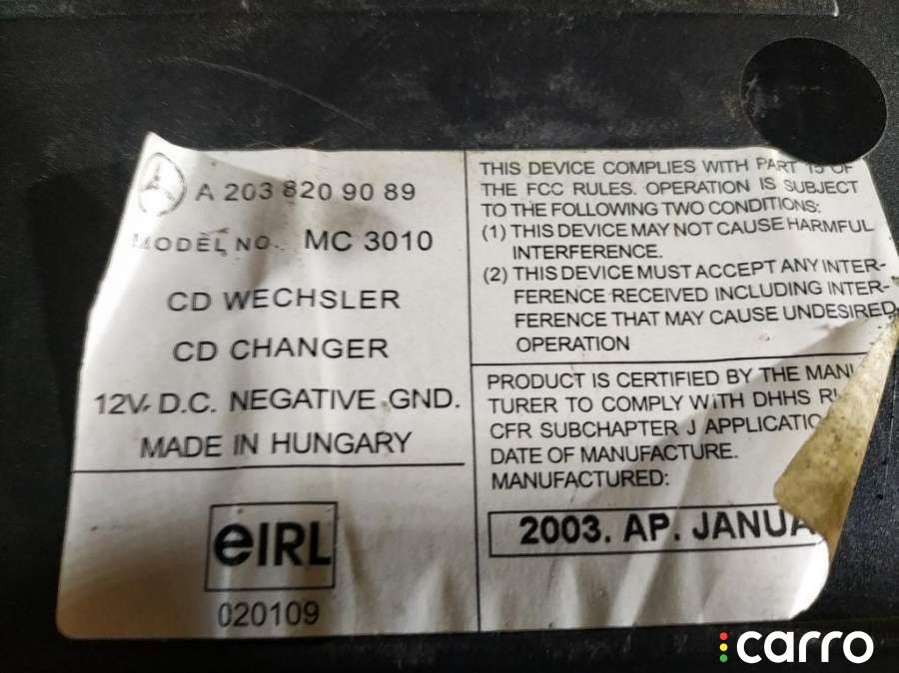 A 203 820 90 89
MODEL NO. MC 3010
CD WECHSLER
CD CHANGER
12V. D.C. NEGATIVE GND.
MADE IN HUNGARY
eIRL
020109
THIS DEVICE COMPLIES WITH PART 15 OF
THE FCC RULES. OPERATION IS SUBJECT
TO THE FOLLOWING TWO CONDITIONS:
(1) THIS DEVICE MAY NOT CAUSE HARMFUL
INTERFERENCE.
(2) THIS DEVICE MUST ACCEPT ANY INTER-
FERENCE RECEIVED INCLUDING INTER-
FERENCE THAT MAY CAUSE UNDESIRED
OPERATION
PRODUCT IS CERTIFIED BY THE
TURER TO COMPLY WITH DHHS
CFR SUBCHAPTER J
DATE OF MANUFACTURE.
MANUFACTURED:
2003. AP.
carro